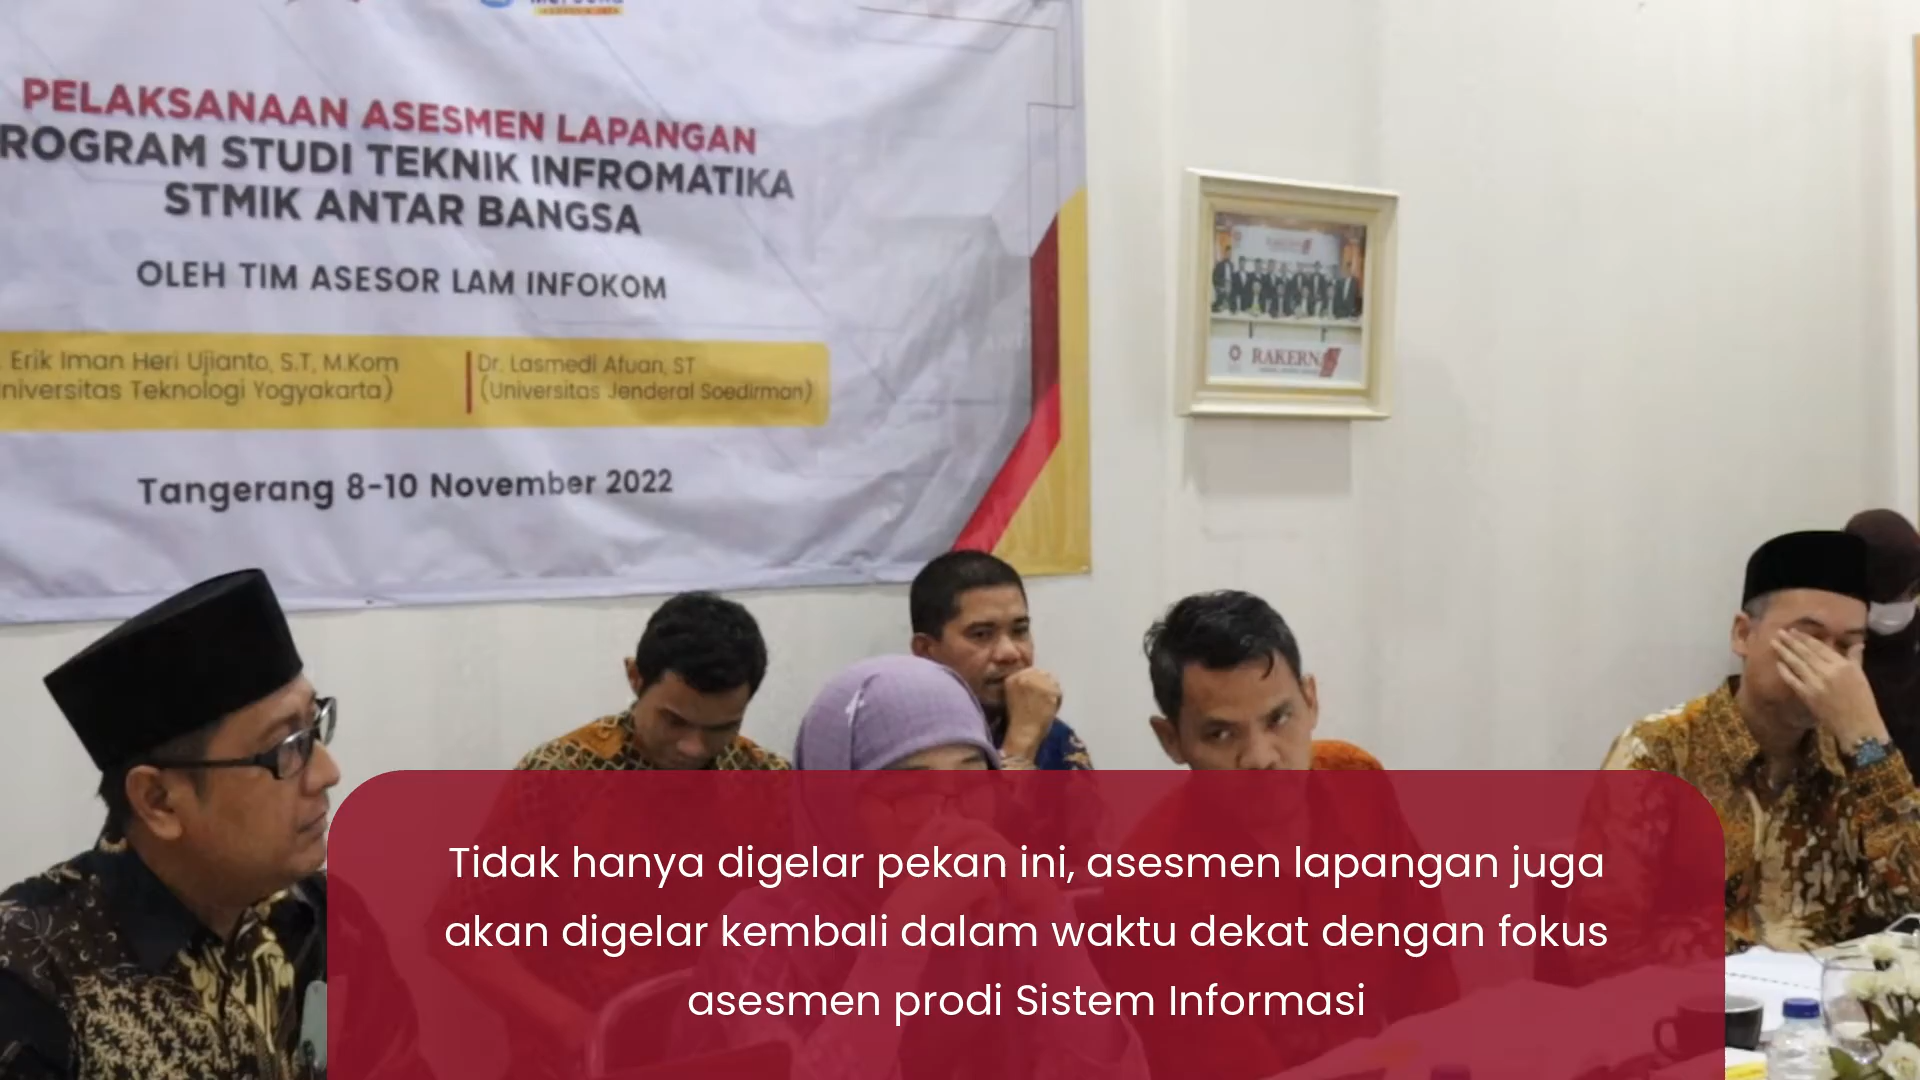 PELAKSANAAN ASESMEN LAPANGAN
ROGRAM STUDI TEKNIK INFROMATIKA
STMIK ANTAR BANGSA
OLEH TIM ASESOR LAM INFOKOM
Erik Iman Heri Ujianto, S.T, M.Kom
niversitas Teknologi Yogyakarta)
Dr. Lasmedi Afuan, ST
(Universitas Jenderal Soedirman)
Tangerang 8-10 November 2022
RAKERN
Tidak hanya digelar pekan ini, asesmen lapangan juga
akan digelar kembali dalam waktu dekat dengan fokus
asesmen prodi Sistem Informasi